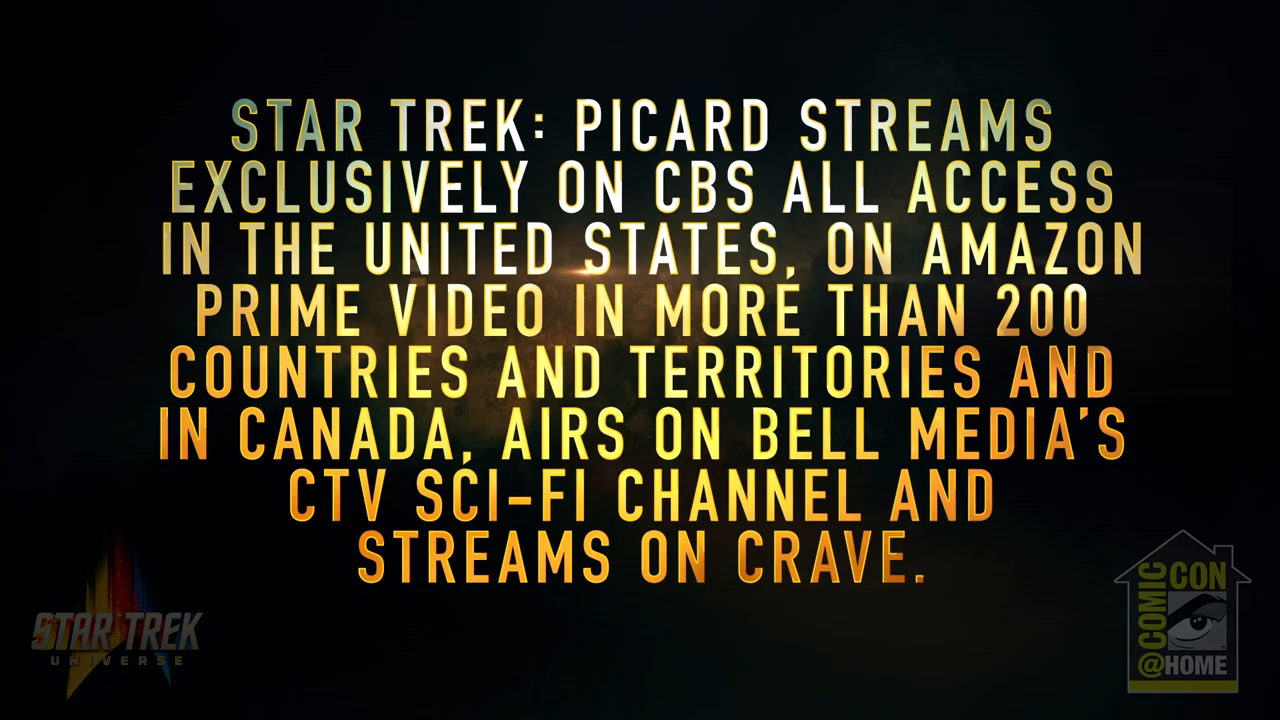 STAR TREK: PICARD STREAMS
EXCLUSIVELY ON CBS ALL ACCESS
IN THE UNITED STATES, ON AMAZON
PRIME VIDEO IN MORE THAN 200
COUNTRIES AND TERRITORIES AND
IN CANADA, AIRS ON BELL MEDIA'S
CTV SCI-FI CHANNEL AND
STREAMS ON CRAVE.
STAR TREK
UNIVERSE
COMIC
CON
@HOME